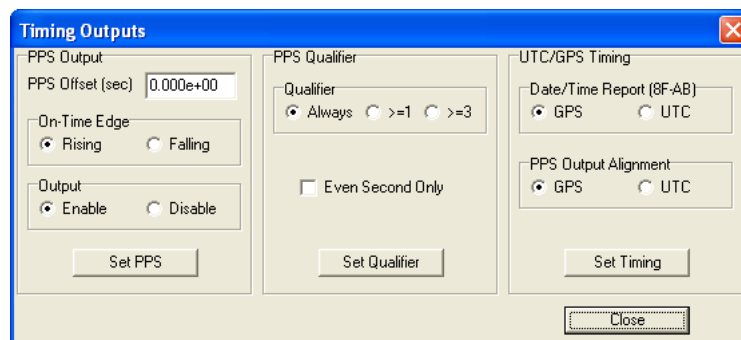 Timing Outputs
PPS Output
PPS Offset (sec) 0.000e+00
On-Time Edge
Rising Falling
Output
Enable Disable
Set PPS
PPS Qualifier
Qualifier
Always >=1 >=3
Even Second Only
Set Qualifier
UTC/GPS Timing
Date/Time Report (8F-AB)
GPS UTC
PPS Output Alignment
GPS UTC
Set Timing
Close